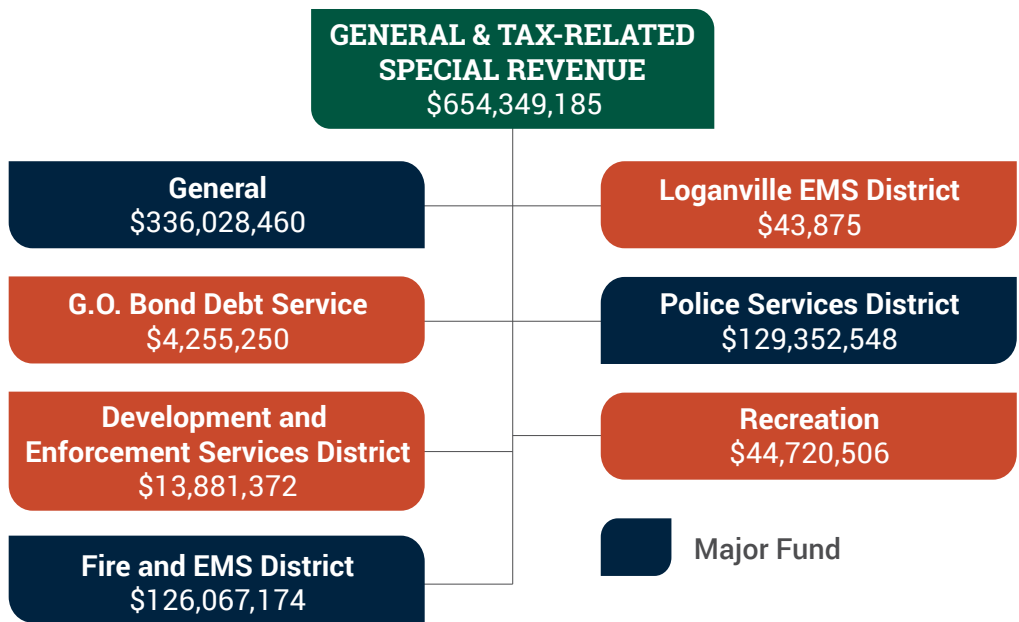 GENERAL & TAX-RELATED
SPECIAL REVENUE
$654,349,185
General
$336,028,460
G.O. Bond Debt Service
$4,255,250
Development and
Enforcement Services District
$13,881,372
Fire and EMS District
$126,067,174
Loganville EMS District
$43,875
Police Services District
$129,352,548
Recreation
$44,720,506
Major Fund